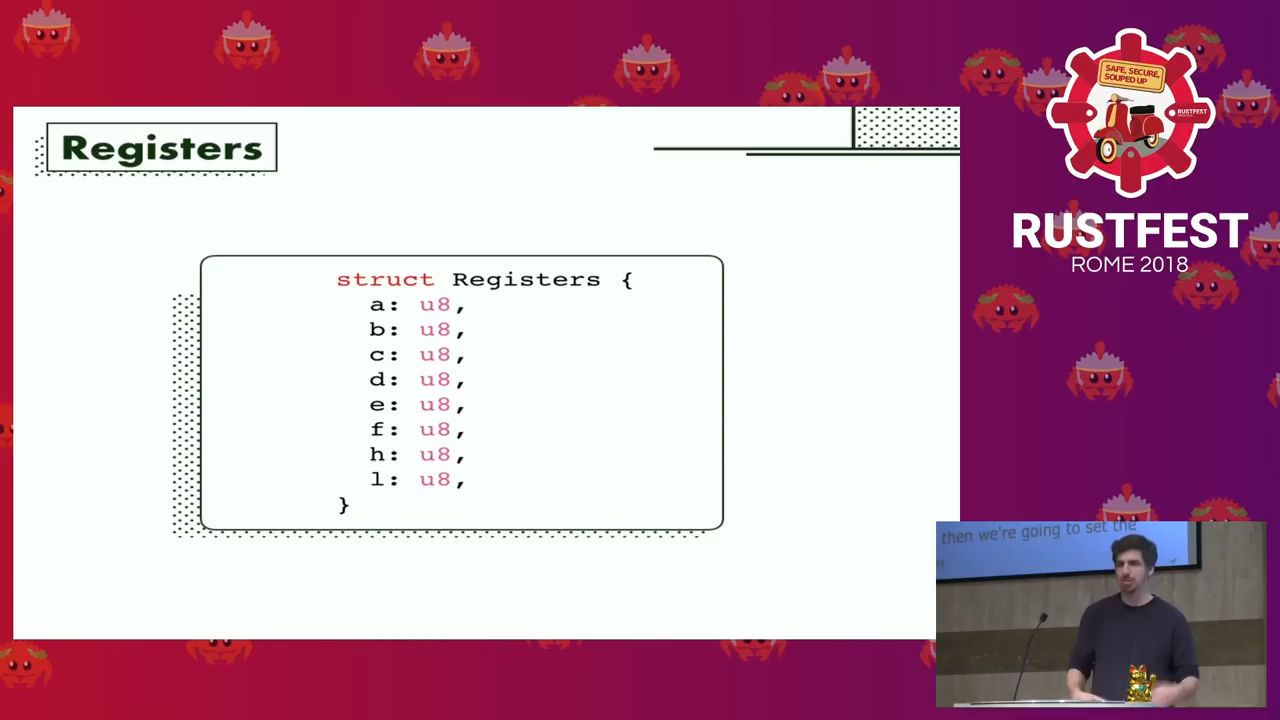 Registers
struct Registers {
a: u8,
b: u8,
c: u8,
d: u8,
e: u8,
f: u8,
h: u8,
l: u8,
}
SAFE, SECURE,
SOUPED UP
RUSTFEST
RUSTFEST
ROME 2018
then we're going to set the